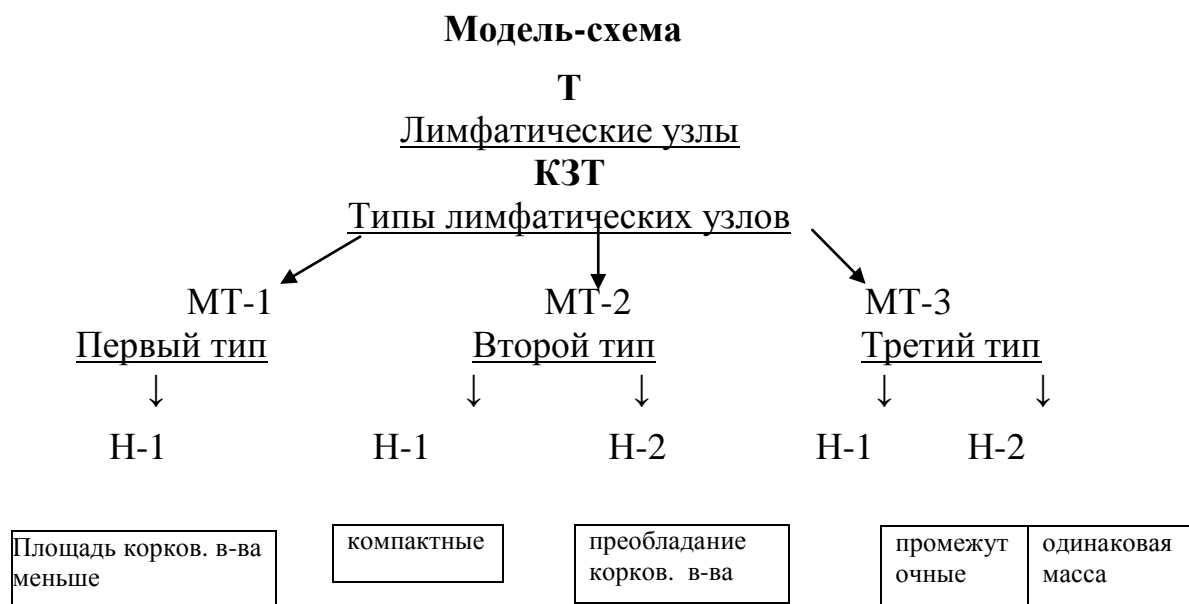 Модель-схема
Т
Лимфатические узлы
КЗТ
Типы лимфатических узлов
МТ-1 МТ-2 МТ-3
Первый тип Второй тип Третий тип
↓ ↓ ↓ ↓ ↓
Н-1 Н-1 Н-2 Н-1 Н-2
Площадь корков. в-ва
меньше
компактные
преобладание
корков. в-ва
промежут
очные
одинаковая
масса